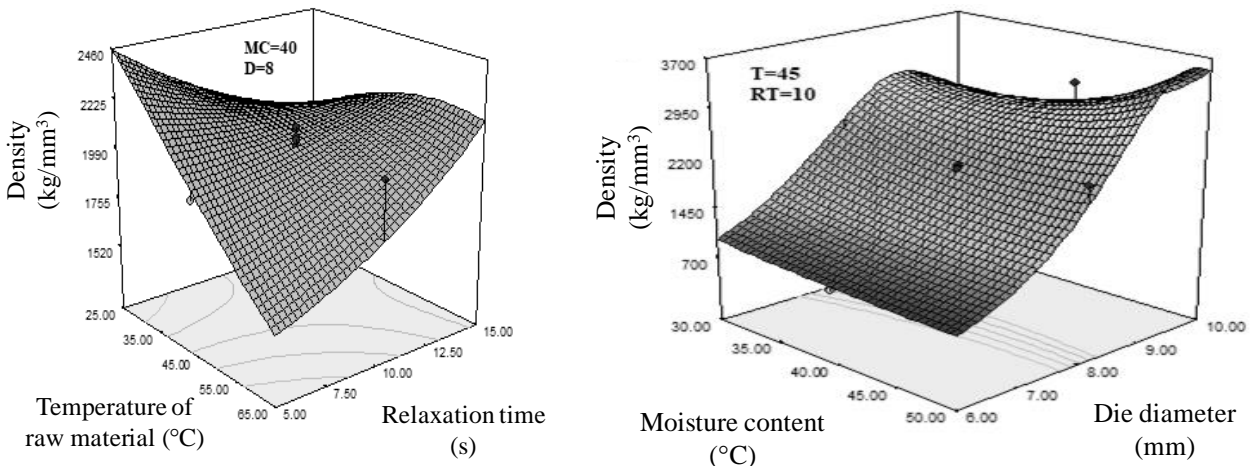 MC=40
D=8
2460
2225
1990
1755
1520
Density
(kg/mm³)
25.00
35.00
45.00
55.00
65.00
5.00
7.50
10.00
12.50
15.00
Temperature of
raw material (°C)
Relaxation time
(s)
T=45
RT=10
3700
2950
2200
1450
700
Density
(kg/mm³)
30.00
35.00
40.00
45.00
50.00
6.00
7.00
8.00
9.00
10.00
Moisture content
(°C)
Die diameter
(mm)